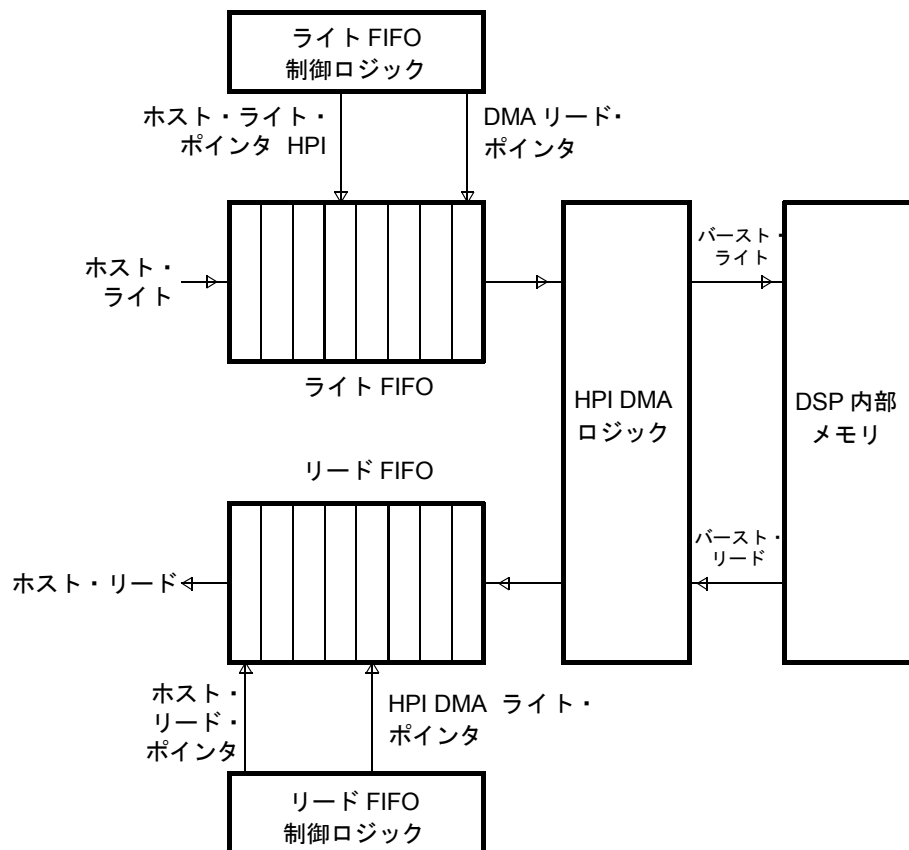 ライト FIFO
制御ロジック
ホスト・ライト・
ポインタ HPI
DMA リード・
ポインタ
ホスト・
ライト
バースト・
ライト
ライト FIFO
HPI DMA
ロジック
DSP 内部
メモリ
リード FIFO
バースト・
リード
ホスト・リード
ホスト・
リード・
ポインタ
HPI DMA ライト・
ポインタ
リード FIFO
制御ロジック